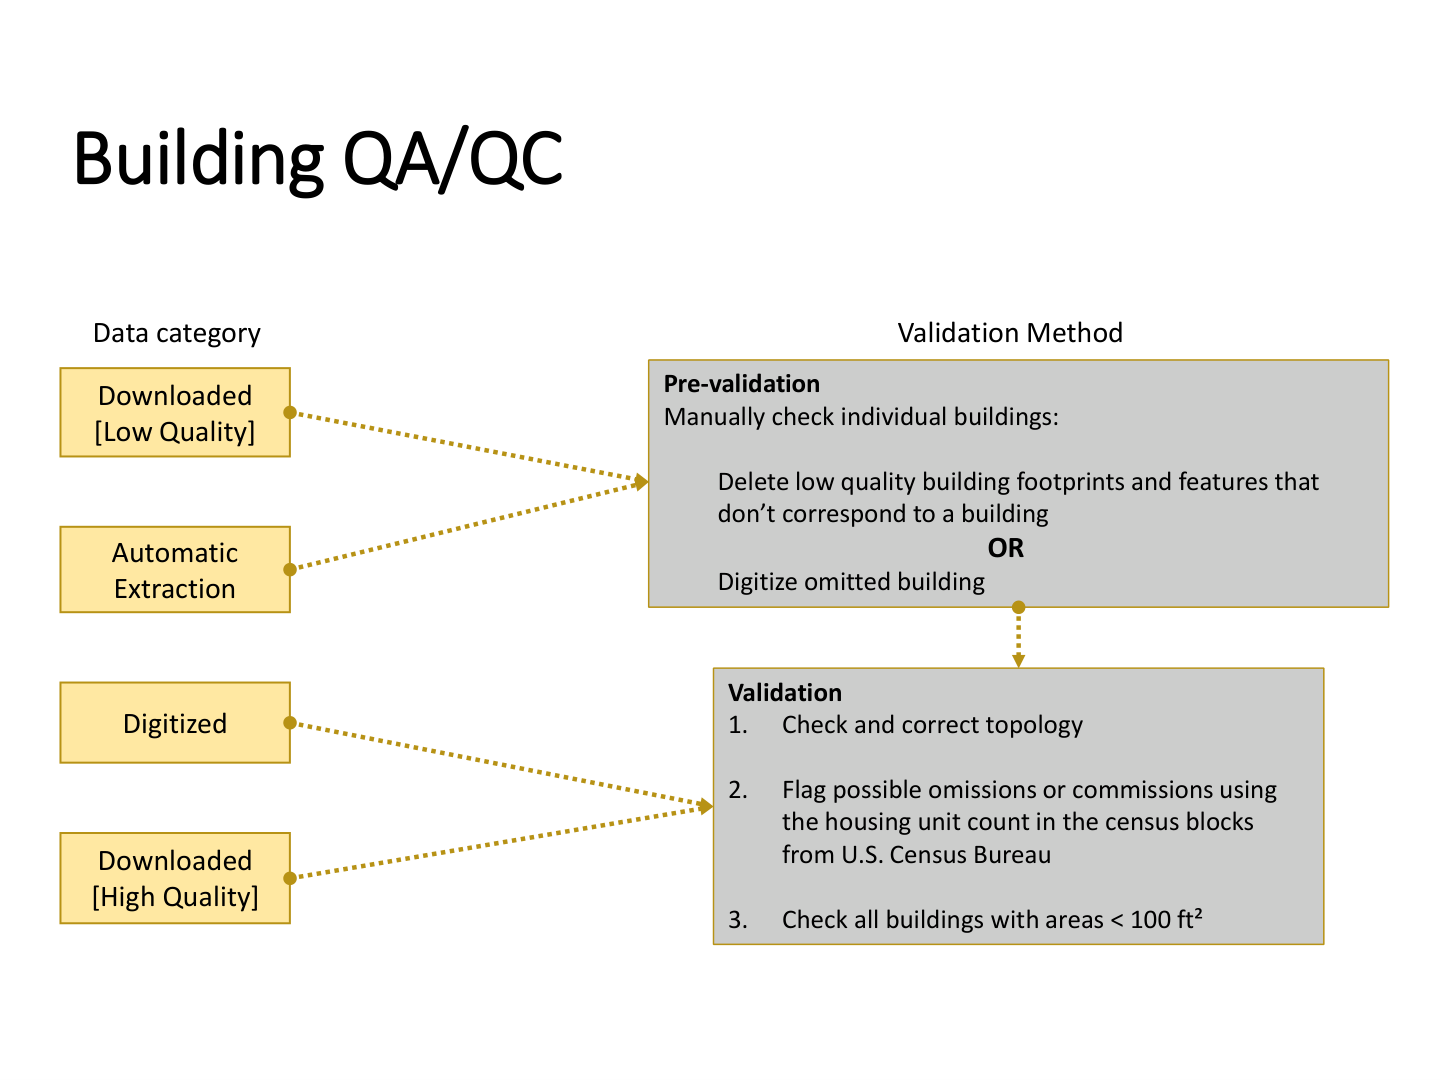 Building QA/QC
Data category
Validation Method
Downloaded
[Low Quality]
Automatic
Extraction
Digitized
Downloaded
[High Quality]
Pre-validation
Manually check individual buildings:
Delete low quality building footprints and features that
don’t correspond to a building
OR
Digitize omitted building
Validation
1. Check and correct topology
2. Flag possible omissions or commissions using
the housing unit count in the census blocks
from U.S. Census Bureau
3. Check all buildings with areas < 100 ft²